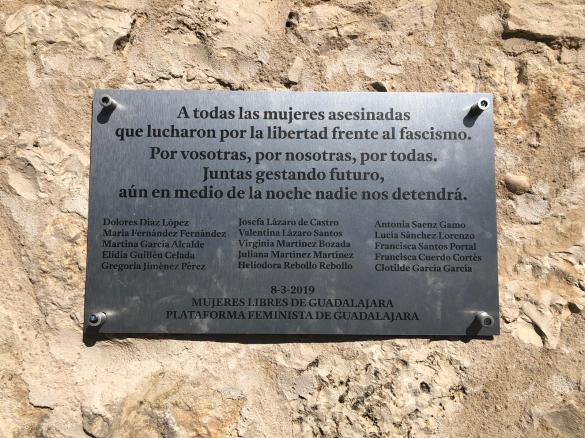 A todas las mujeres asesinadas
que lucharon por la libertad frente al fascismo.
Por vosotras, por nosotras, por todas.
Juntas gestando futuro,
aún en medio de la noche nadie nos detendrá.
Dolores Díaz López
María Fernández Fernández
Martina García Alcalde
Elidia Guillén Celada
Gregoria Jiménez Pérez
Josefa Lázaro de Castro
Valentina Lázaro Santos
Virginia Martínez Bozada
Juliana Martínez Martínez
Heliodora Rebollo Rebollo
Antonia Saenz Gamo
Lucía Sánchez Lorenzo
Francisca Santos Portal
Francisca Cuerdo Cortés
Clotilde García García
8-3-2019
MUJERES LIBRES DE GUADALAJARA
PLATAFORMA FEMINISTA DE GUADALAJARA